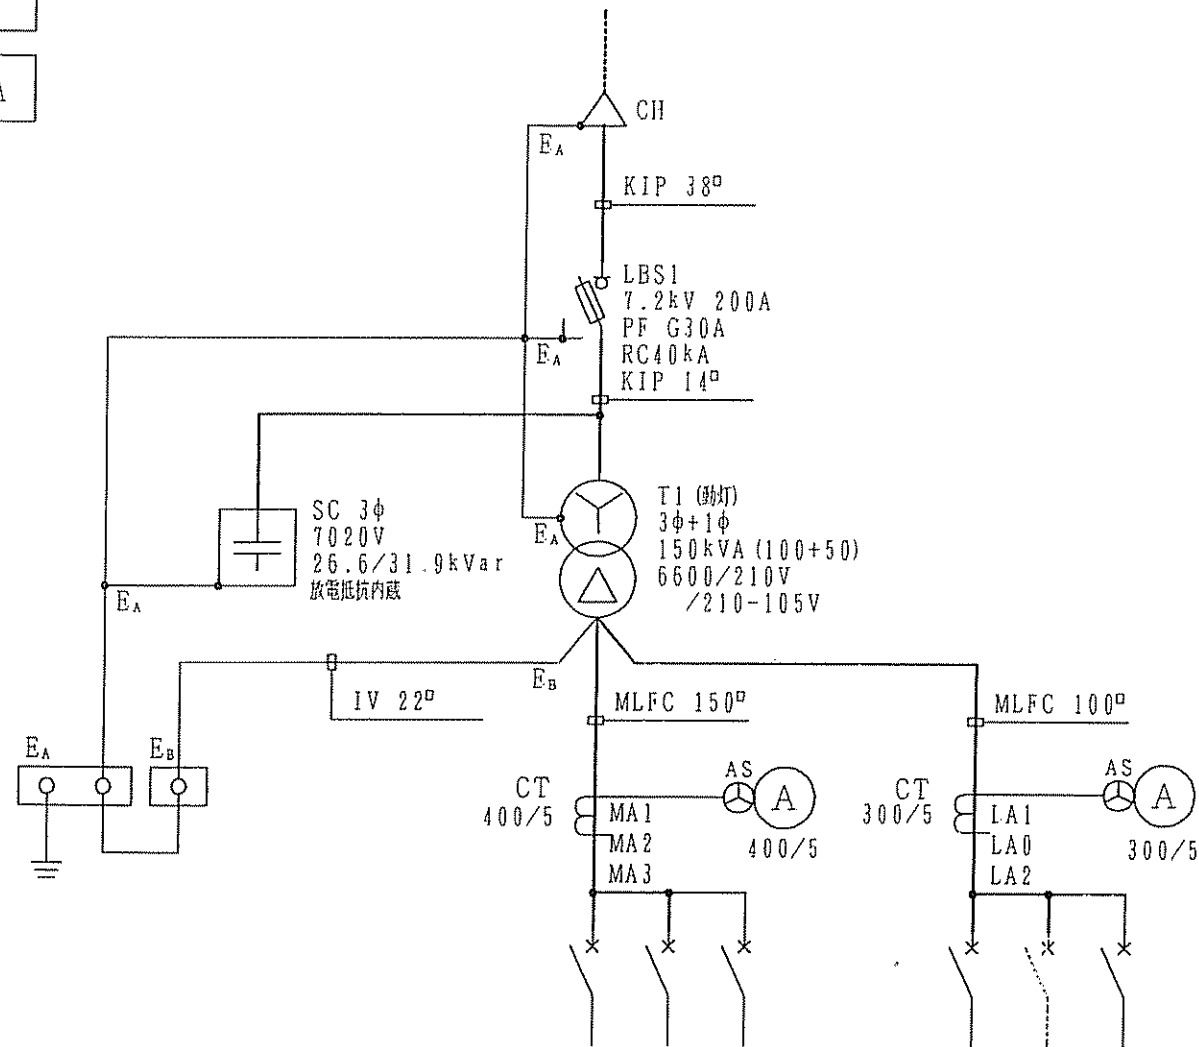 A
CH
EA
KIP 38□
LBS1
7.2kV 200A
PF G30A
RC40kA
EA
KIP 14□
SC 3φ
7020V
26.6/31.9kVar
放電抵抗内蔵
EA
T1 (動灯)
3φ+1φ
150kVA (100+50)
6600/210V
/210-105V
EA
EB
IV 22□
MLFC 150□
MLFC 100□
EA
EB
CT
400/5
MA1
MA2
MA3
AS
A
400/5
CT
300/5
LA1
LA0
LA2
AS
A
300/5